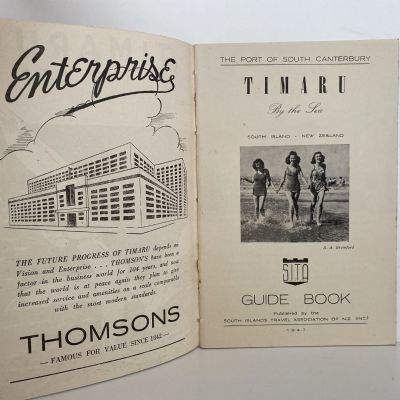 Enterprise
THE FUTURE PROGRESS OF TIMARU depends on
Vision and Enterprise . . . THOMSONS have been a
factor in the business world for 104 years, and now
that the world is at peace again they plan to give
increased service and amenities on a scale comparable
with the most modern standards.
THOMSONS
— FAMOUS FOR VALUE SINCE 1842 —
THE PORT OF SOUTH CANTERBURY
TIMARU
By the Sea
SOUTH ISLAND - NEW ZEALAND
SITA
GUIDE BOOK
Published by the
SOUTH ISLANDS TRAVEL ASSOCIATION OF N.Z. (INC.)
1947